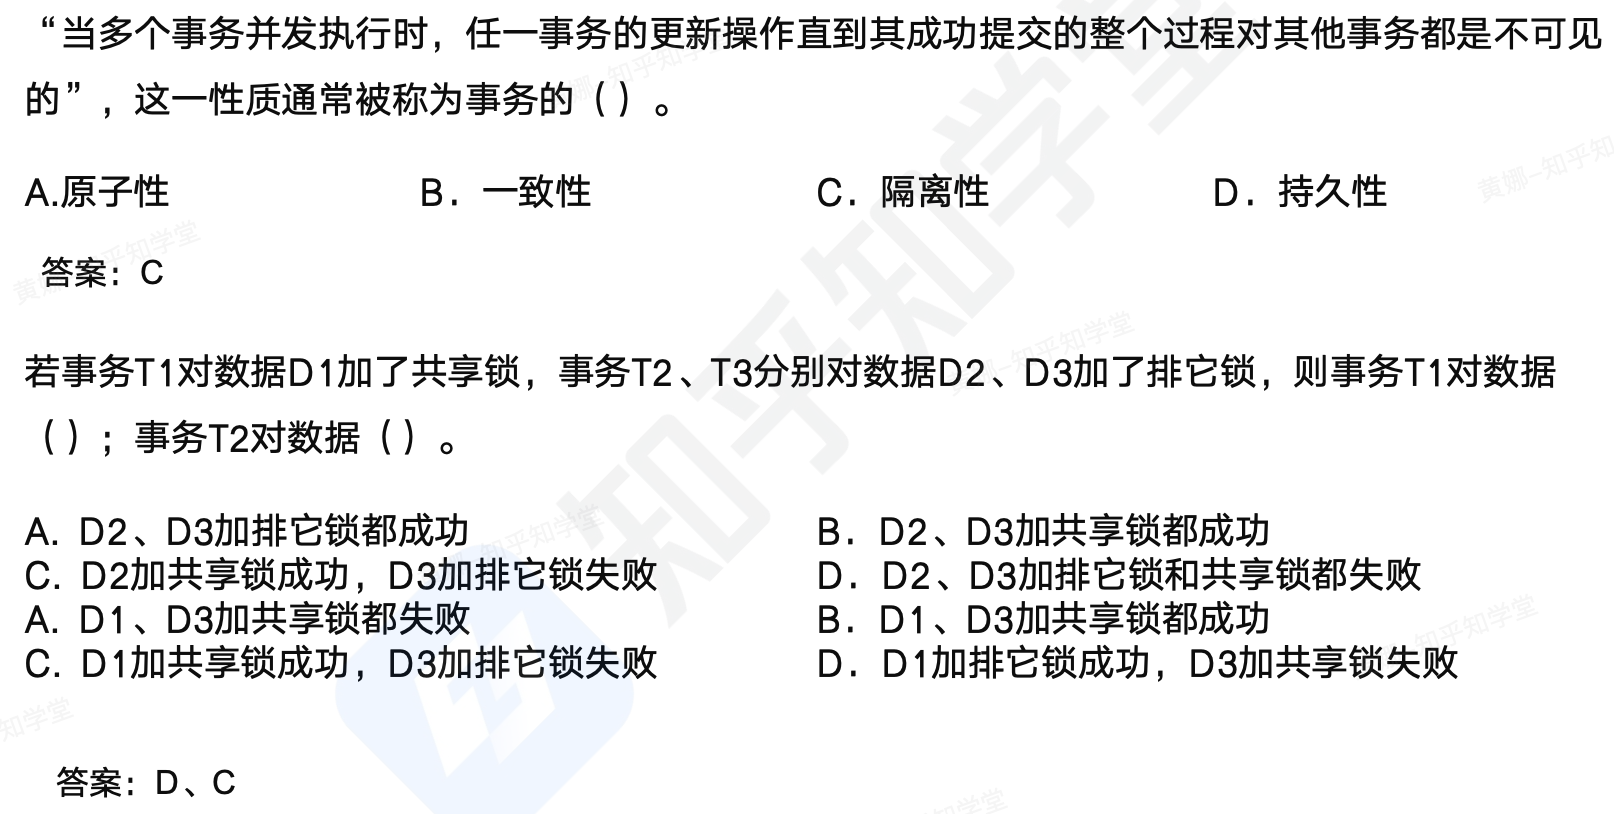 “当多个事务并发执行时，任一事务的更新操作直到其成功提交的整个过程对其他事务都是不可见
的”，这一性质通常被称为事务的（）。
A.原子性 B．一致性 C．隔离性 D．持久性
答案：C
若事务T1对数据D1加了共享锁，事务T2、T3分别对数据D2、D3加了排它锁，则事务T1对数据
（）；事务T2对数据（）。
A. D2、D3加排它锁都成功 B．D2、D3加共享锁都成功
C. D2加共享锁成功，D3加排它锁失败 D．D2、D3加排它锁和共享锁都失败
A. D1、D3加共享锁都失败 B．D1、D3加共享锁都成功
C. D1加共享锁成功，D3加排它锁失败 D．D1加排它锁成功，D3加共享锁失败
答案：D、C
知乎知学堂
黄娜-知乎知